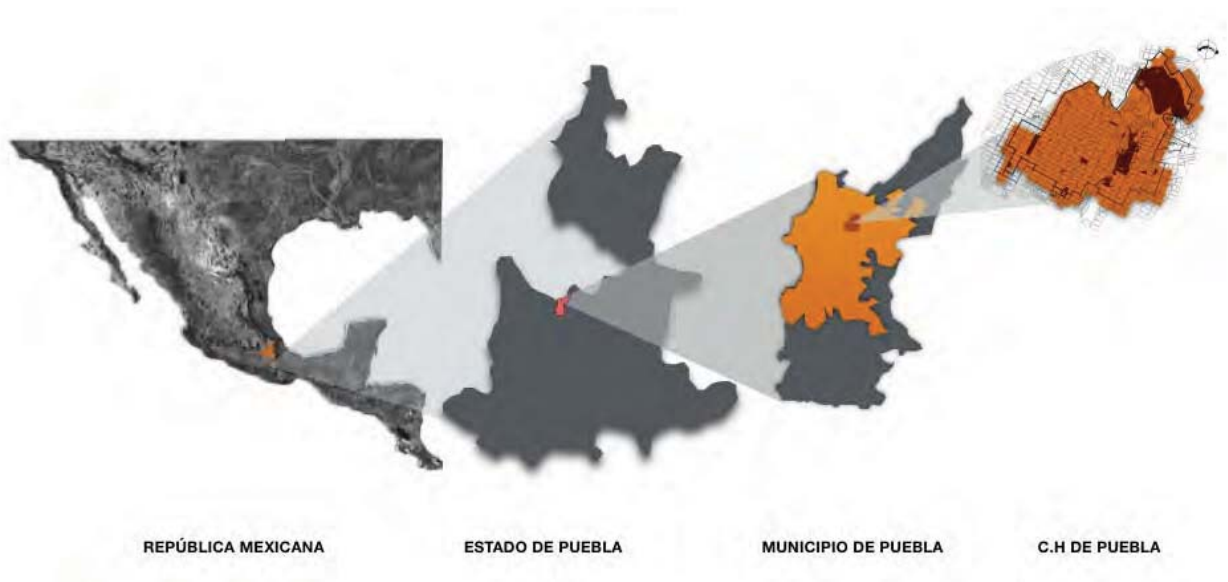 REPÚBLICA MEXICANA
ESTADO DE PUEBLA
MUNICIPIO DE PUEBLA
C.H DE PUEBLA